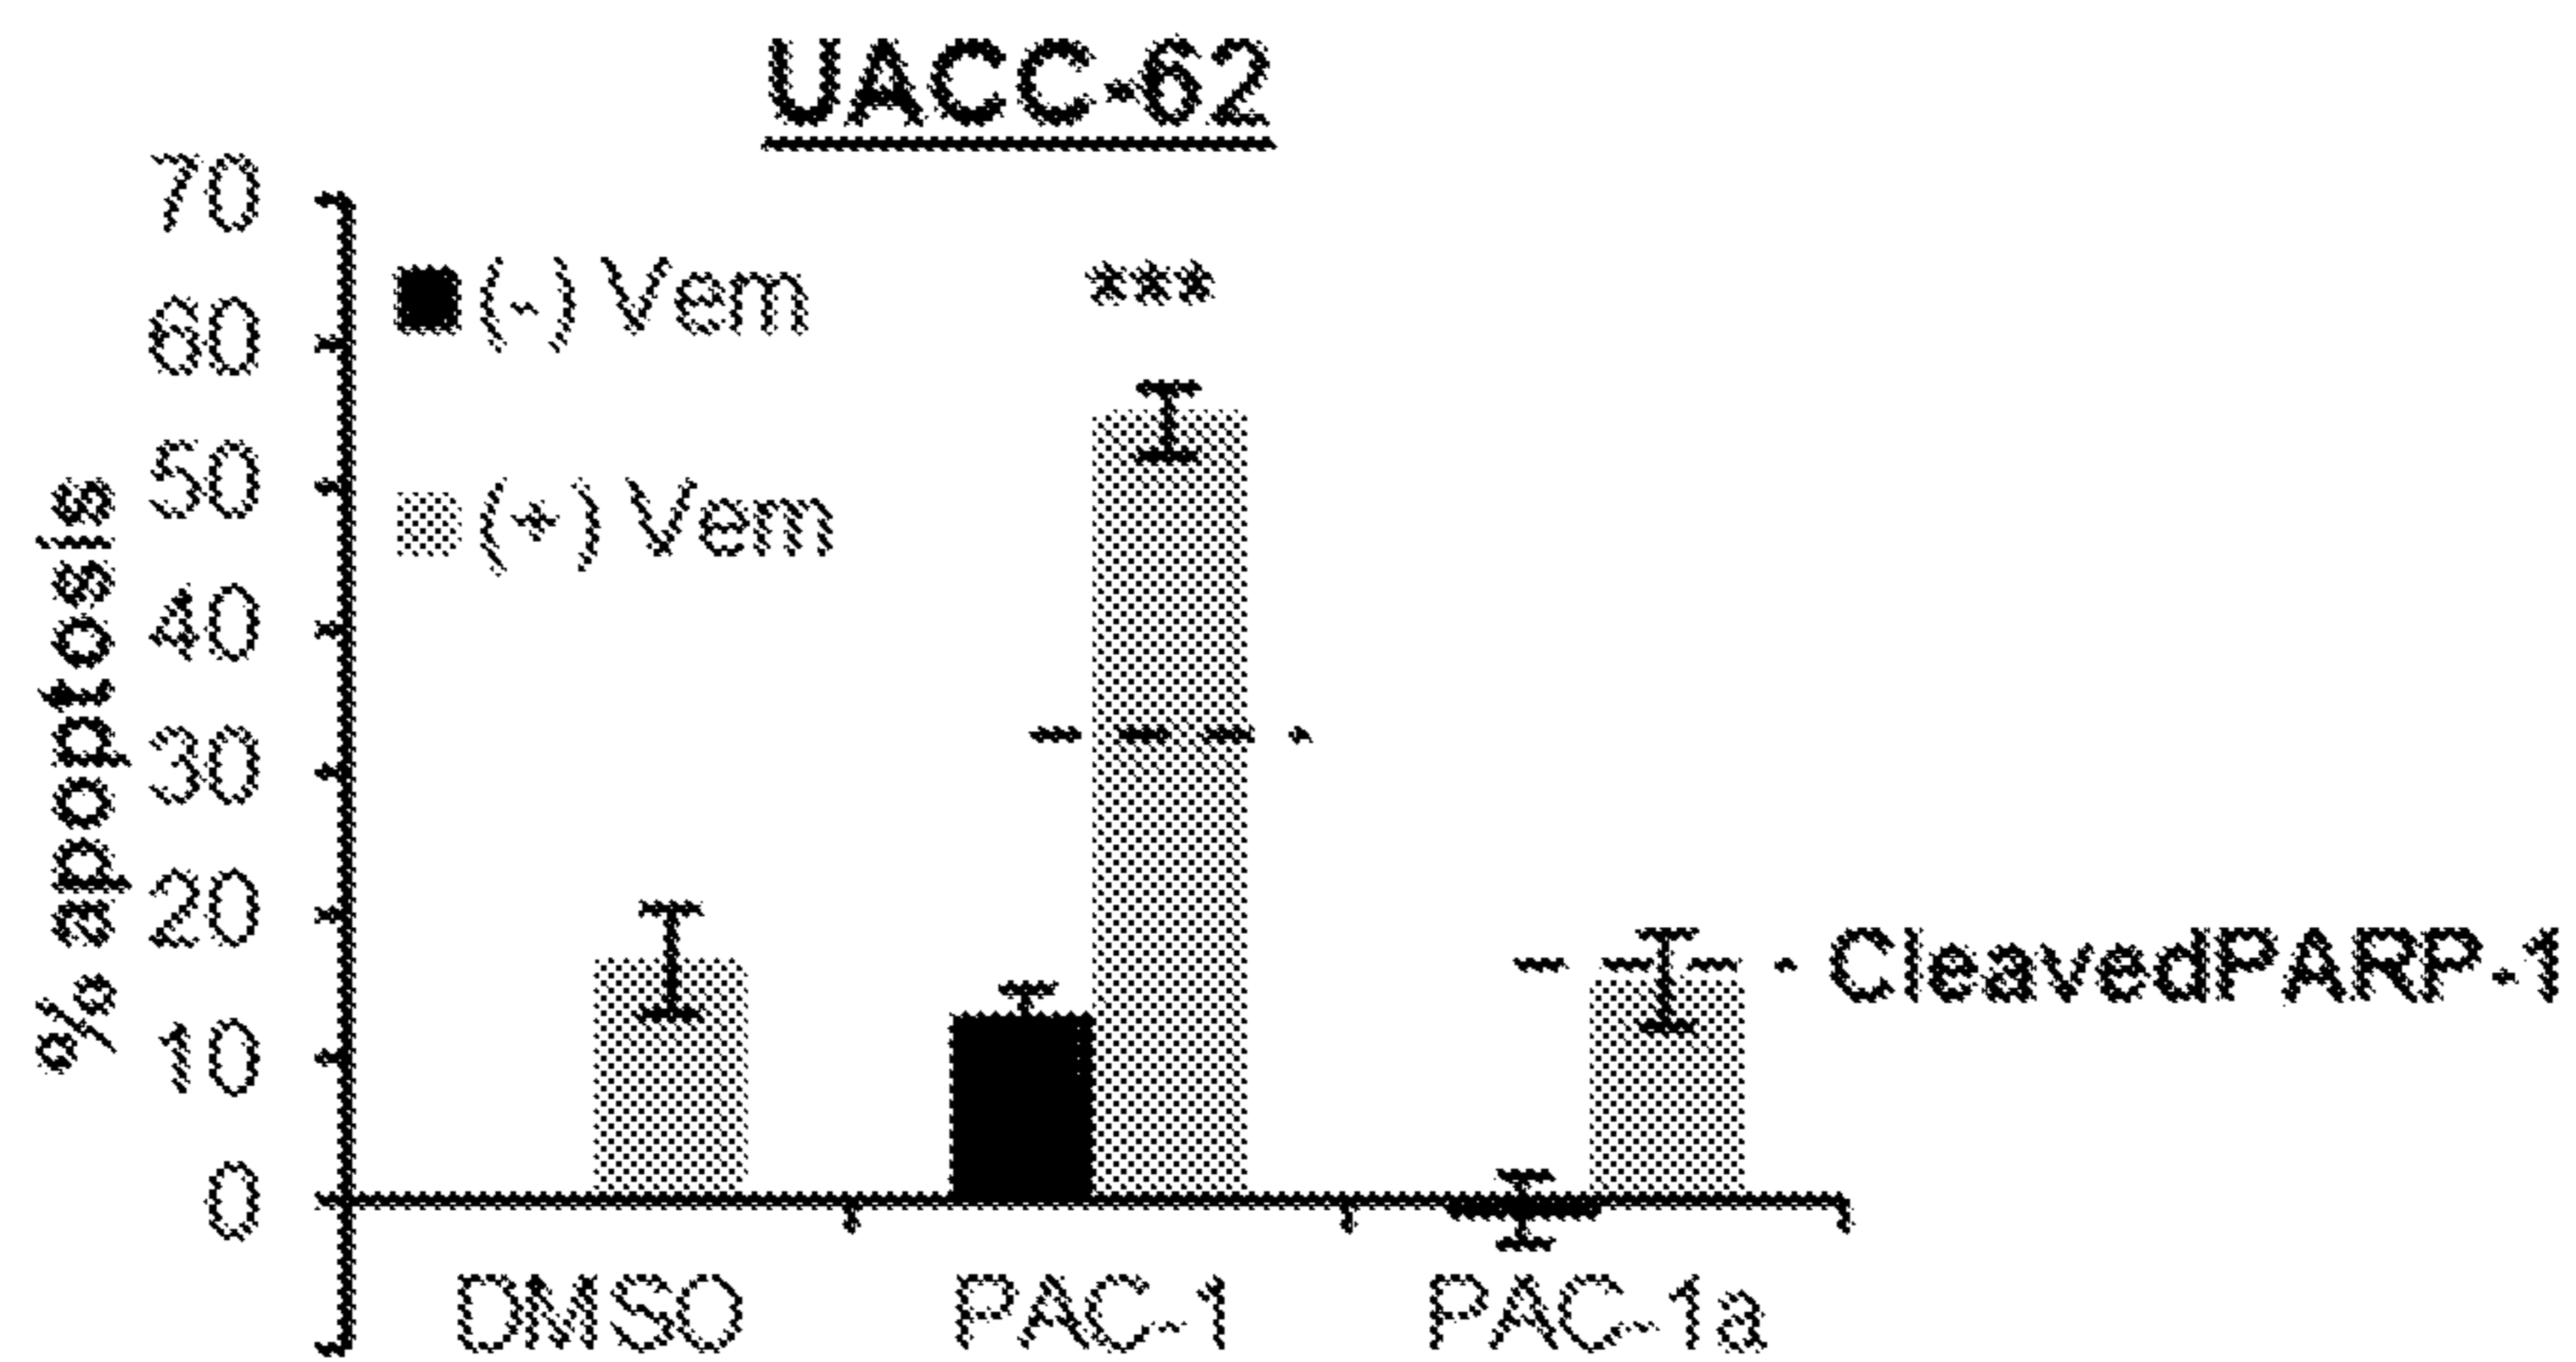 UACC-62
70
60
50
40
30
20
10
0
% apoptosis
(-) Vem
(+) Vem
***
CleavedPARP-1
DMSO PAC-1 PAC-1a